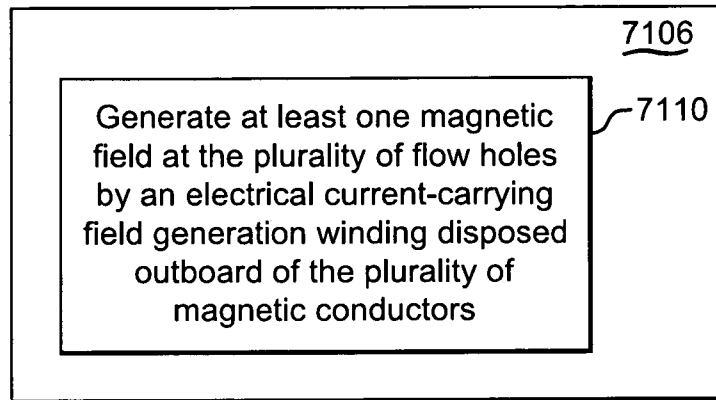 7106
Generate at least one magnetic
field at the plurality of flow holes
by an electrical current-carrying
field generation winding disposed
outboard of the plurality of
magnetic conductors
7110